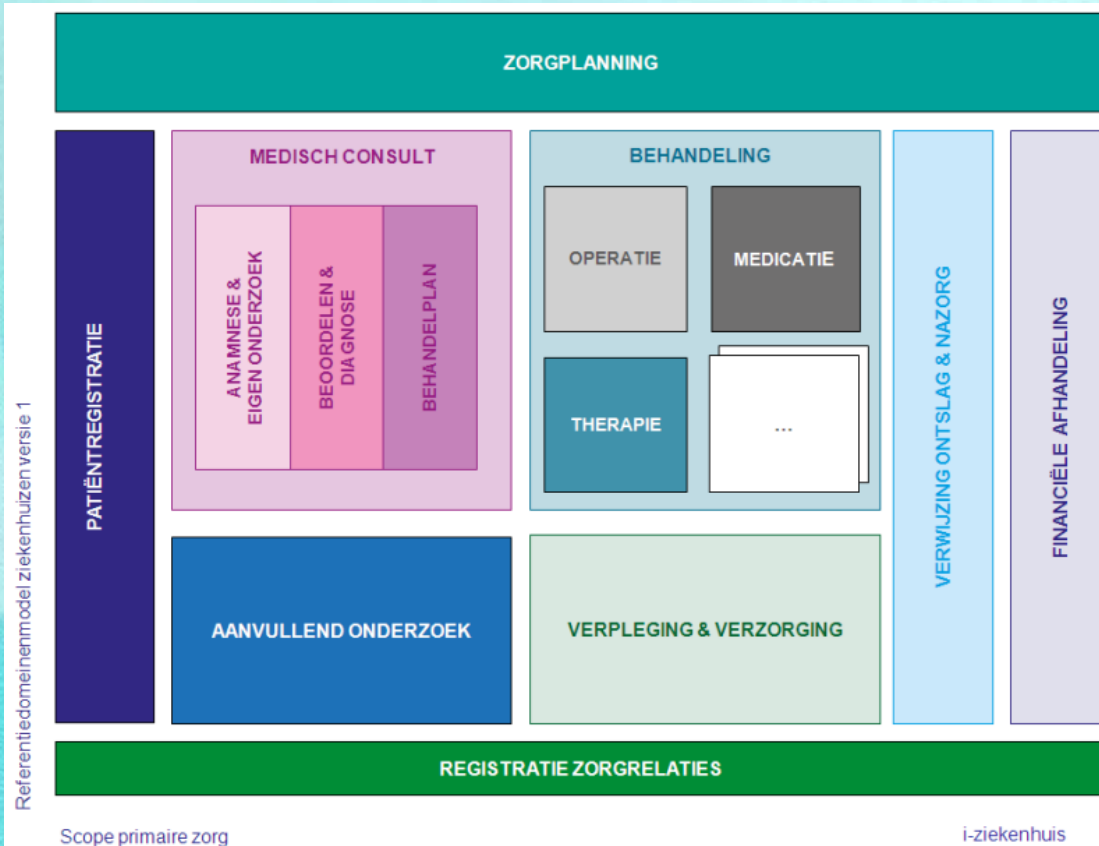 ZORGPLANNING
Referentiedomeinenmodel ziekenhuizen versie 1
PATIËNTREGISTRATIE
MEDISCH CONSULT
ANAMNESE &
EIGEN ONDERZOEK
BEOORDELEN &
DIAGNOSE
BEHANDELPLAN
BEHANDELING
OPERATIE
MEDICATIE
THERAPIE
...
AANVULLEND ONDERZOEK
VERPLEGING & VERZORGING
VERWIJZING ONTSLAG & NAZORG
FINANCIËLE AFHANDELING
REGISTRATIE ZORGRELATIES
Scope primaire zorg
i-ziekenhuis